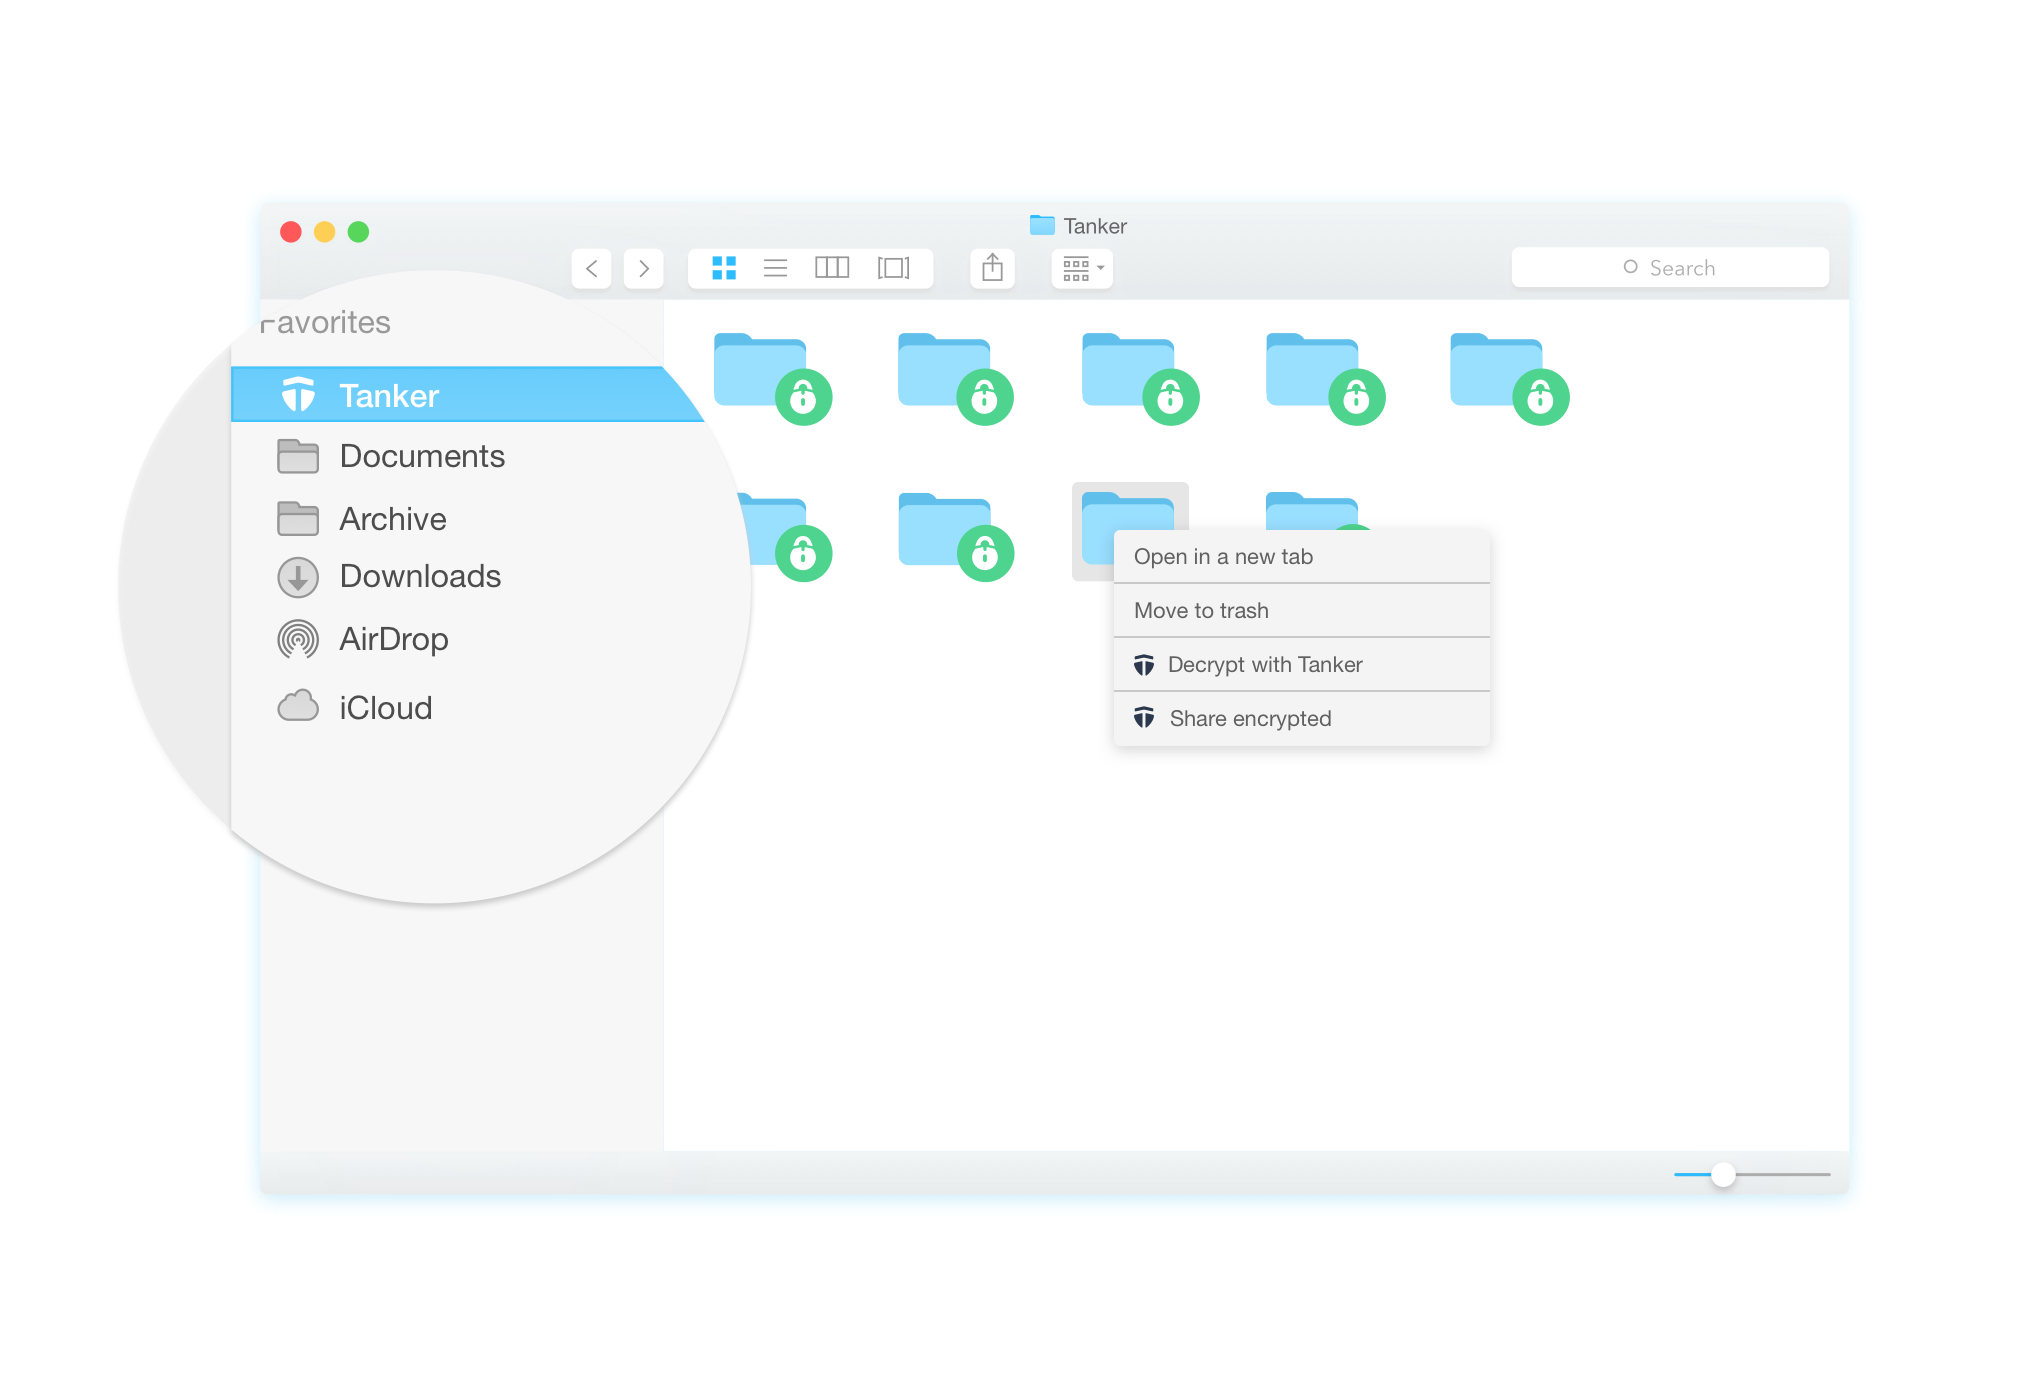 Tanker
Search
Favorites
Tanker
Documents
Archive
Downloads
AirDrop
iCloud
Open in a new tab
Move to trash
Decrypt with Tanker
Share encrypted